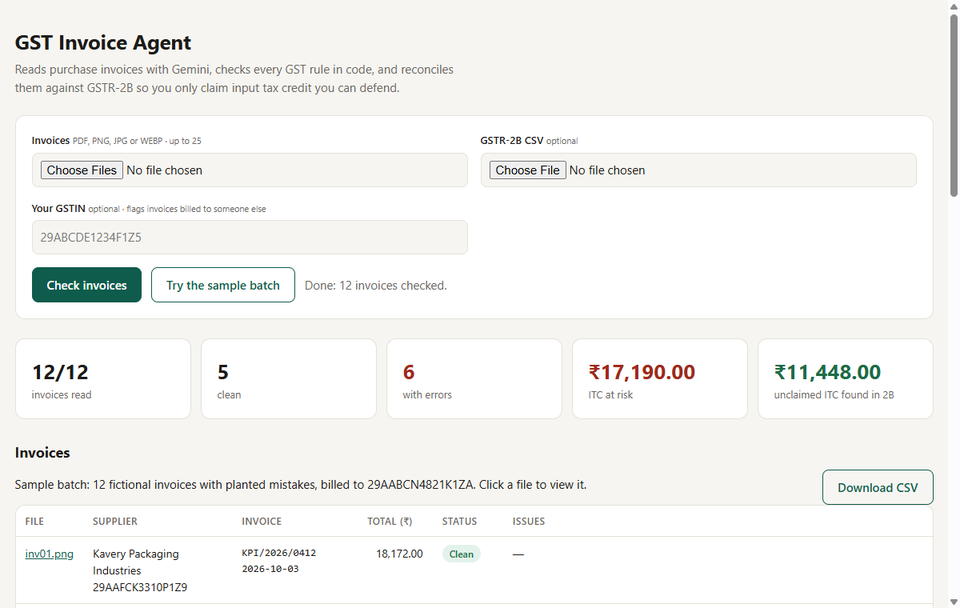 GST Invoice Agent
Reads purchase invoices with Gemini, checks every GST rule in code, and reconciles
them against GSTR-2B so you only claim input tax credit you can defend.
Invoices PDF, PNG, JPG or WEBP · up to 25
GSTR-2B CSV optional
Choose Files No file chosen
Choose File No file chosen
Your GSTIN optional · flags invoices billed to someone else
29ABCDE1234F1Z5
Check invoices
Try the sample batch
Done: 12 invoices checked.
12/12
invoices read
5
clean
6
with errors
₹17,190.00
ITC at risk
₹11,448.00
unclaimed ITC found in 2B
Invoices
Sample batch: 12 fictional invoices with planted mistakes, billed to 29AABCN4821K1ZA. Click a file to view it.
Download CSV
FILE SUPPLIER INVOICE TOTAL (₹) STATUS ISSUES
inv01.png
Kavery Packaging
Industries
29AAFCK3310P1Z9
KPI/2026/0412
2026-10-03
18,172.00
Clean
—